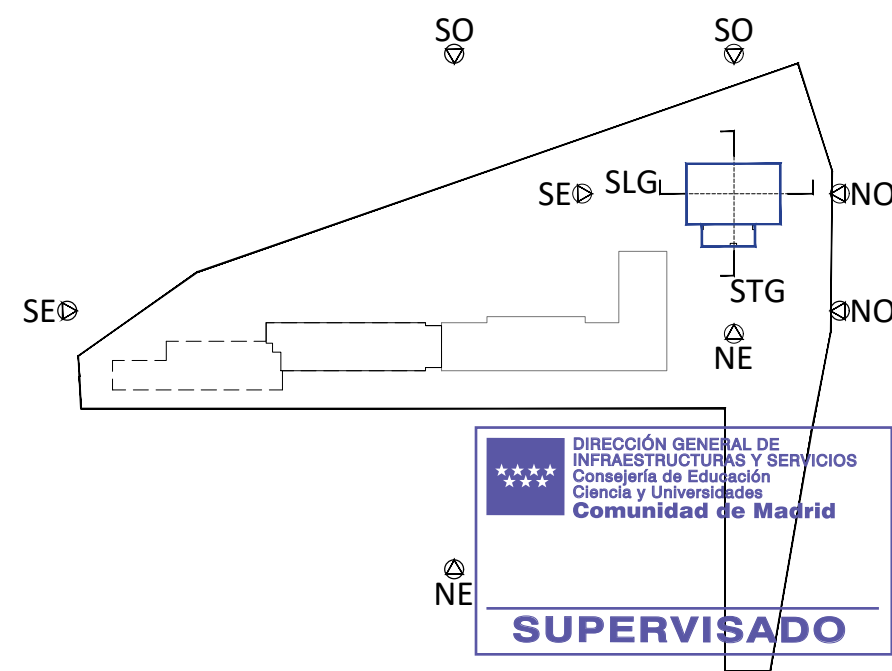 SO
SO
SE
SLG
NO
SE
STG
NO
NE
DIRECCIÓN GENERAL DE
INFRAESTRUCTURAS Y SERVICIOS
Consejería de Educación
Ciencia y Universidades
Comunidad de Madrid
NE
SUPERVISADO